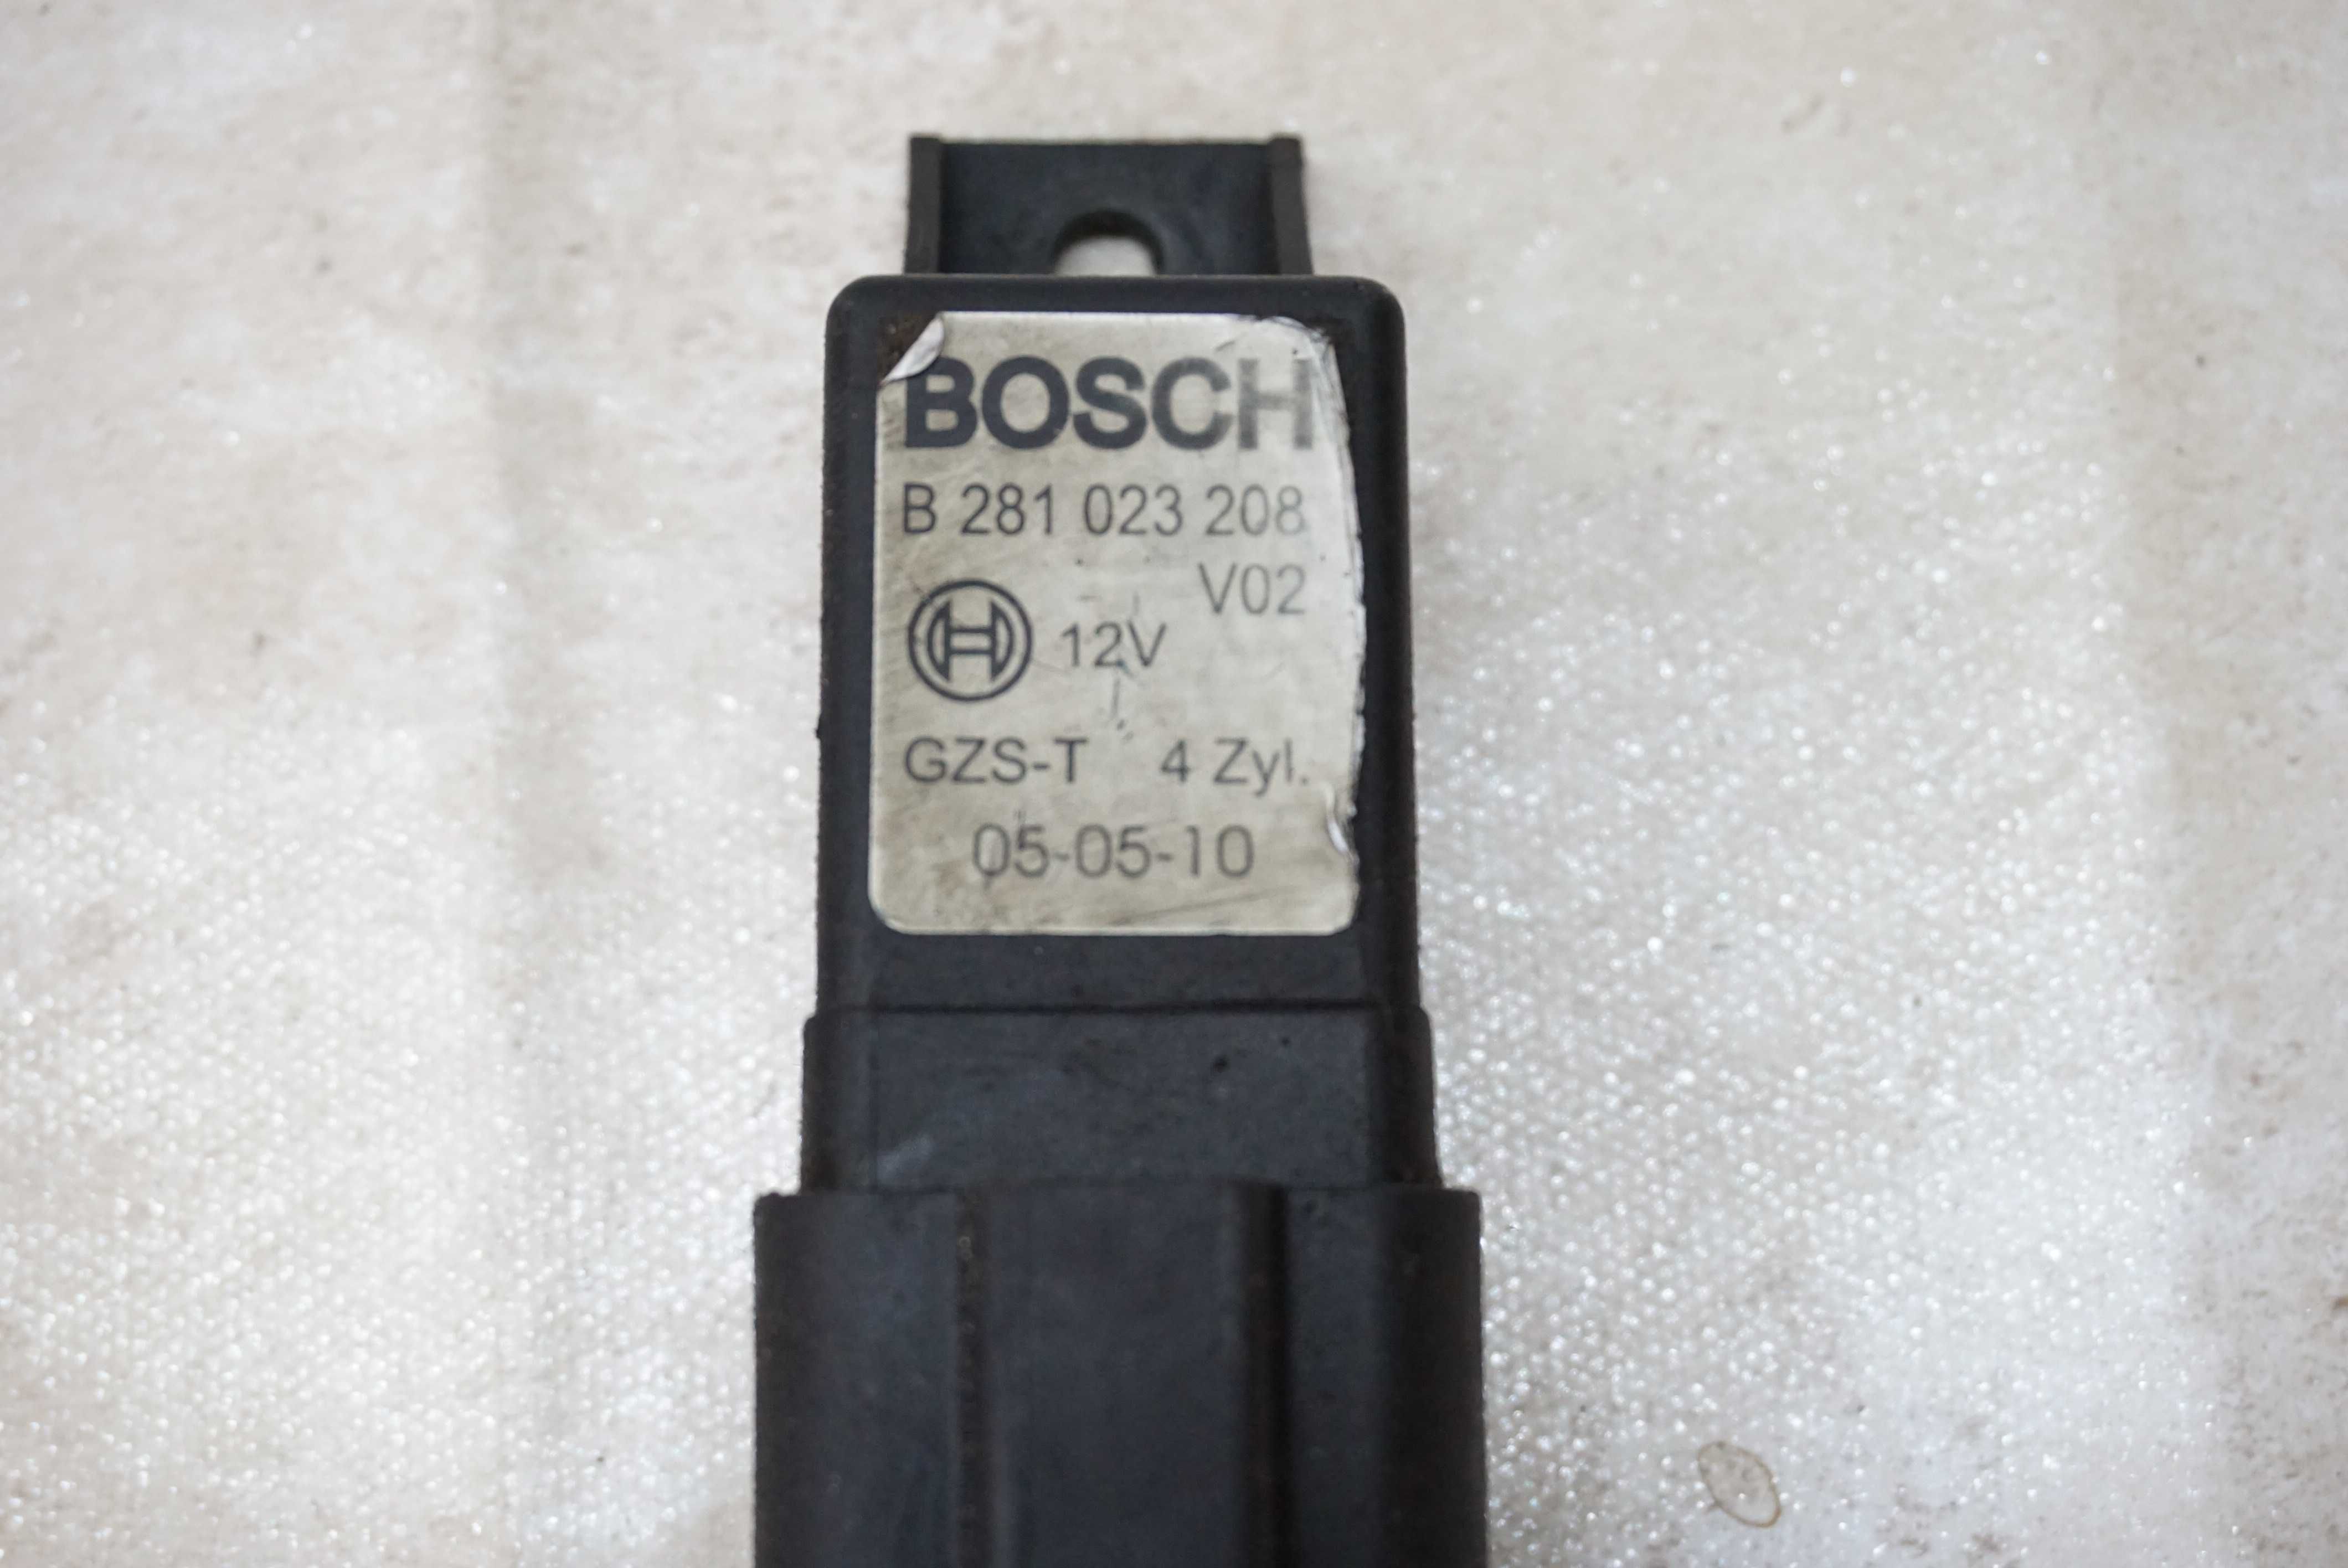 BOSCH
B 281 023 208
V02
12V
GZS-T 4 Zyl.
05-05-10